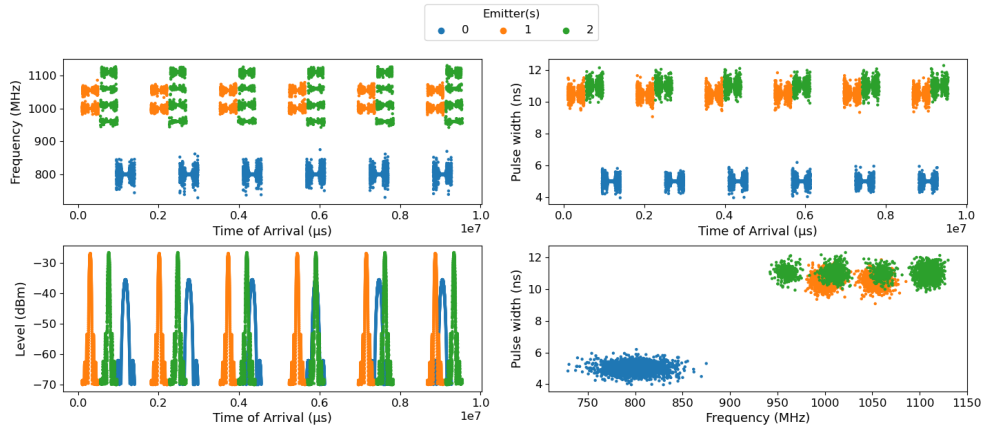 Emitter(s)
0 1 2
1100
1000
900
800
Frequency (MHz)
0.0 0.2 0.4 0.6 0.8 1.0
Time of Arrival (µs)
1e7
12
10
8
6
4
Pulse width (ns)
0.0 0.2 0.4 0.6 0.8 1.0
Time of Arrival (µs)
1e7
−30
−40
−50
−60
−70
Level (dBm)
0.0 0.2 0.4 0.6 0.8 1.0
Time of Arrival (µs)
1e7
12
10
8
6
4
Pulse width (ns)
750 800 850 900 950 1000 1050 1100 1150
Frequency (MHz)